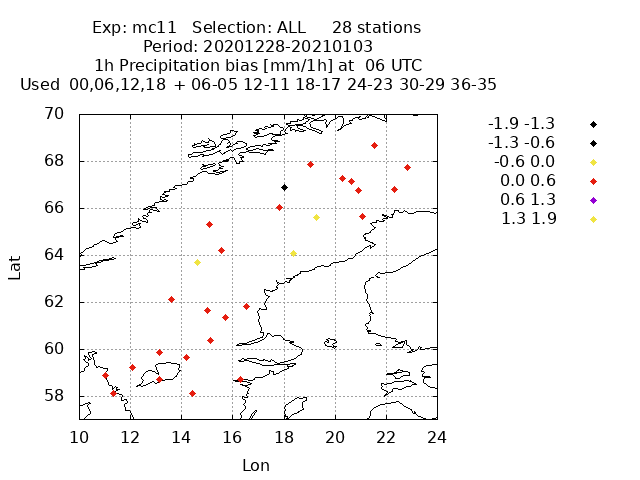 Exp: mc11 Selection: ALL 28 stations
Period: 20201228-20210103
1h Precipitation bias [mm/1h] at 06 UTC
Used 00,06,12,18 + 06-05 12-11 18-17 24-23 30-29 36-35
70
68
66
64
62
60
58
Lat
10 12 14 16 18 20 22 24
Lon
-1.9 -1.3
-1.3 -0.6
-0.6 0.0
0.0 0.6
0.6 1.3
1.3 1.9